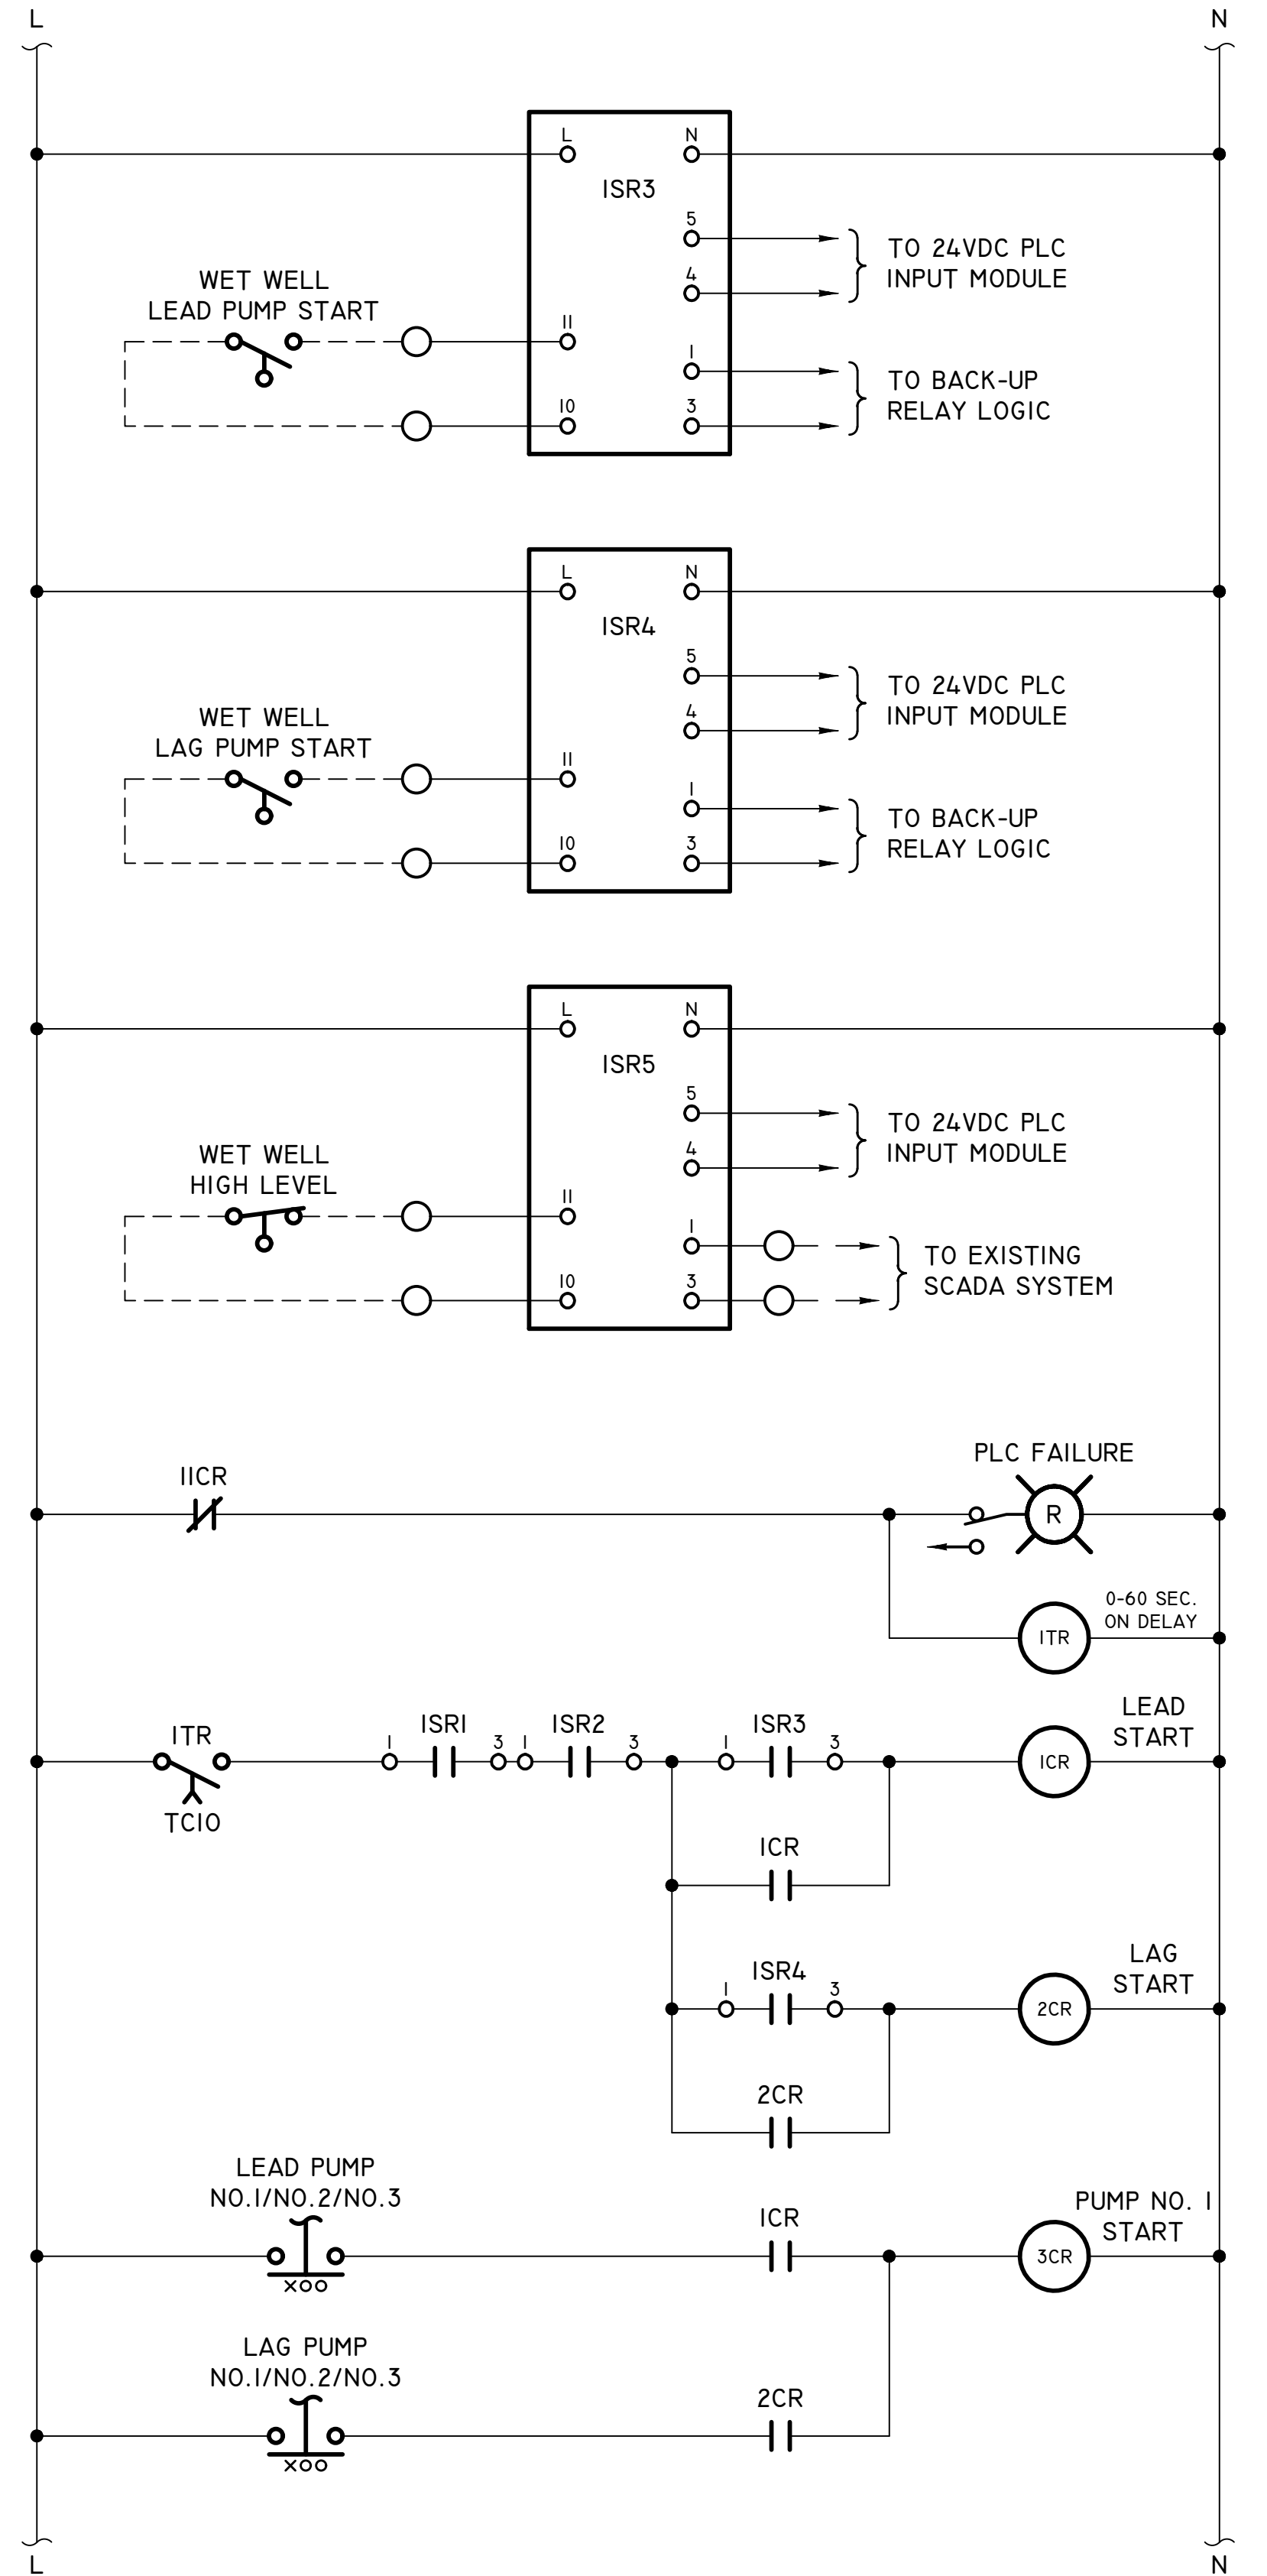 L N
L N
ISR3
5
TO 24VDC PLC
4
INPUT MODULE
WET WELL
LEAD PUMP START
11
1
TO BACK-UP
10 3
RELAY LOGIC
L N
ISR4
5
TO 24VDC PLC
4
INPUT MODULE
WET WELL
LAG PUMP START
11
1
TO BACK-UP
10 3
RELAY LOGIC
L N
ISR5
5
TO 24VDC PLC
4
INPUT MODULE
WET WELL
HIGH LEVEL
11
1
TO EXISTING
10 3
SCADA SYSTEM
PLC FAILURE
11CR
R
0-60 SEC.
ON DELAY
1TR
LEAD
START
1TR
ISR1 ISR2 ISR3
1 3 1 3 1 3
1CR
TC10
1CR
LAG
START
ISR4
1 3
2CR
2CR
LEAD PUMP
NO.1/NO.2/NO.3
1CR
PUMP NO. 1
START
3CR
XOO
LAG PUMP
NO.1/NO.2/NO.3
2CR
XOO
L N